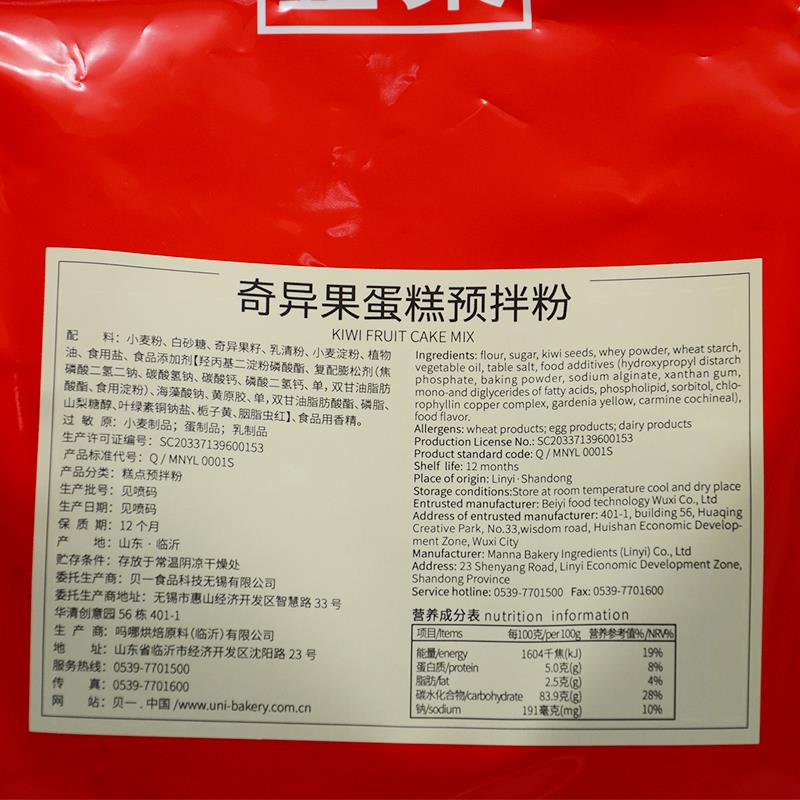 奇异果蛋糕预拌粉
KIWI FRUIT CAKE MIX
配 料：小麦粉、白砂糖、奇异果籽、乳清粉、小麦淀粉、植物
油、食用盐、食品添加剂【羟丙基二淀粉磷酸酯、复配膨松剂（焦
磷酸二氢二钠、碳酸氢钠、碳酸钙、磷酸二氢钙、单，双甘油脂肪
酸酯、食用淀粉）、海藻酸钠、黄原胶、单，双甘油脂肪酸酯、磷脂、
山梨糖醇、叶绿素铜钠盐、栀子黄、胭脂虫红】、食品用香精。
过 敏 原：小麦制品；蛋制品；乳制品
生产许可证编号：SC20337139600153
产品标准代号：Q / MNYL 0001S
产品分类：糕点预拌粉
生产批号：见喷码
生产日期：见喷码
保 质 期：12 个月
产 地：山东 · 临沂
贮存条件：存放于常温阴凉干燥处
委托生产商：贝一食品科技无锡有限公司
委托生产商地址：无锡市惠山经济开发区智慧路 33 号
华清创意园 56 栋 401-1
生 产 商：吗哪烘焙原料（临沂）有限公司
地 址：山东省临沂市经济开发区沈阳路 23 号
服务热线：0539-7701500
传 真：0539-7701600
网 站：贝一 . 中国 /www.uni-bakery.com.cn
Ingredients: flour, sugar, kiwi seeds, whey powder, wheat starch,
vegetable oil, table salt, food additives (hydroxypropyl distarch
phosphate, baking powder, sodium alginate, xanthan gum,
mono-and diglycerides of fatty acids, phospholipid, sorbitol, chlo-
rophyllin copper complex, gardenia yellow, carmine cochineal),
food flavor.
Allergens: wheat products; egg products; dairy products
Production License No.: SC20337139600153
Product standard code: Q / MNYL 0001S
Shelf life: 12 months
Place of origin: Linyi · Shandong
Storage conditions:Store at room temperature cool and dry place
Entrusted manufacturer: Beiyi food technology Wuxi Co., Ltd
Address of entrusted manufacturer: 401-1, building 56, Huaqing
Creative Park, No.33,wisdom road, Huishan Economic Develop-
ment Zone, Wuxi City
Manufacturer: Manna Bakery Ingredients (Linyi) Co., Ltd
Address: 23 Shenyang Road, Linyi Economic Development Zone,
Shandong Province
Service hotline: 0539-7701500 Fax: 0539-7701600
营养成分表 nutrition information
项目/Items 每100克/per 100g 营养参考值%/NRV%
能量/energy 1604千焦(kJ) 19%
蛋白质/protein 5.0克(g) 8%
脂肪/fat 2.5克(g) 4%
碳水化合物/carbohydrate 83.9克(g) 28%
钠/sodium 191毫克(mg) 10%